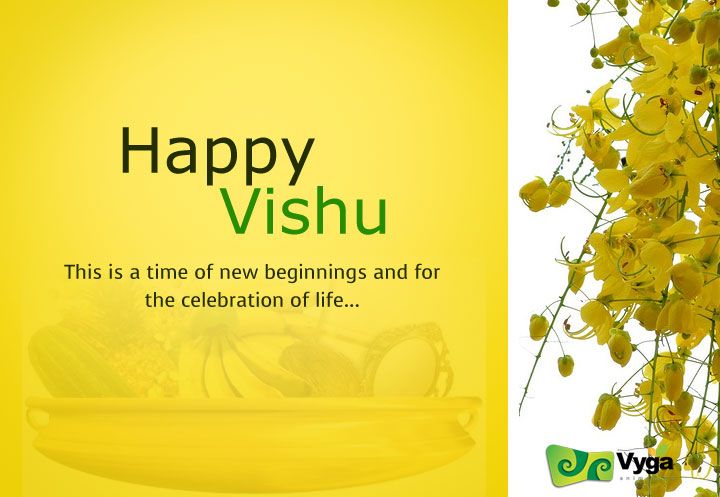 Happy
Vishu
This is a time of new beginnings and for
the celebration of life...
Vyga